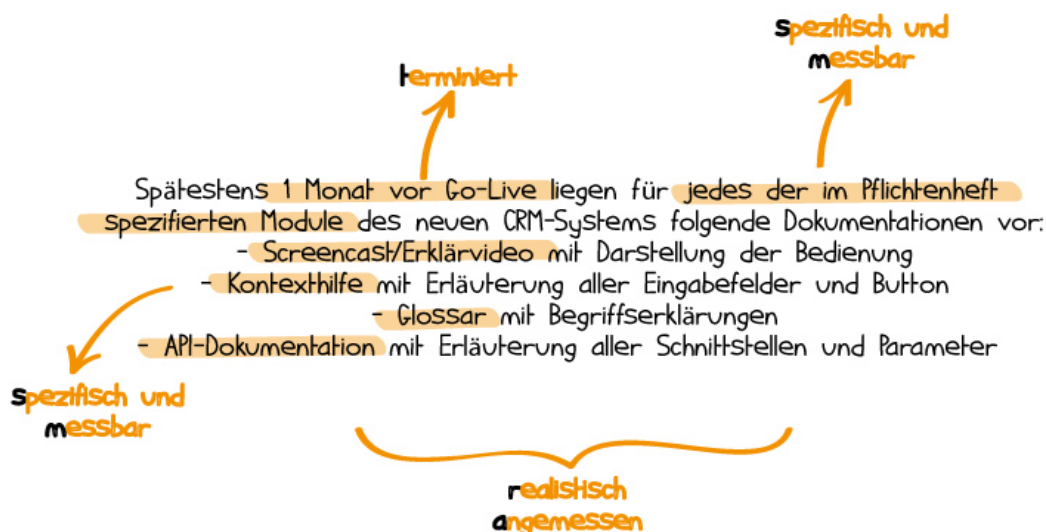 spezifisch und
messbar
terminiert
Spätestens 1 Monat vor Go-Live liegen für jedes der im Pflichtenheft
spezifierten Module des neuen CRM-Systems folgende Dokumentationen vor:
- Screencast/Erklärvideo mit Darstellung der Bedienung
- Kontexthilfe mit Erläuterung aller Eingabefelder und Button
- Glossar mit Begriffserklärungen
- API-Dokumentation mit Erläuterung aller Schnittstellen und Parameter
spezifisch und
messbar
realistisch
angemessen